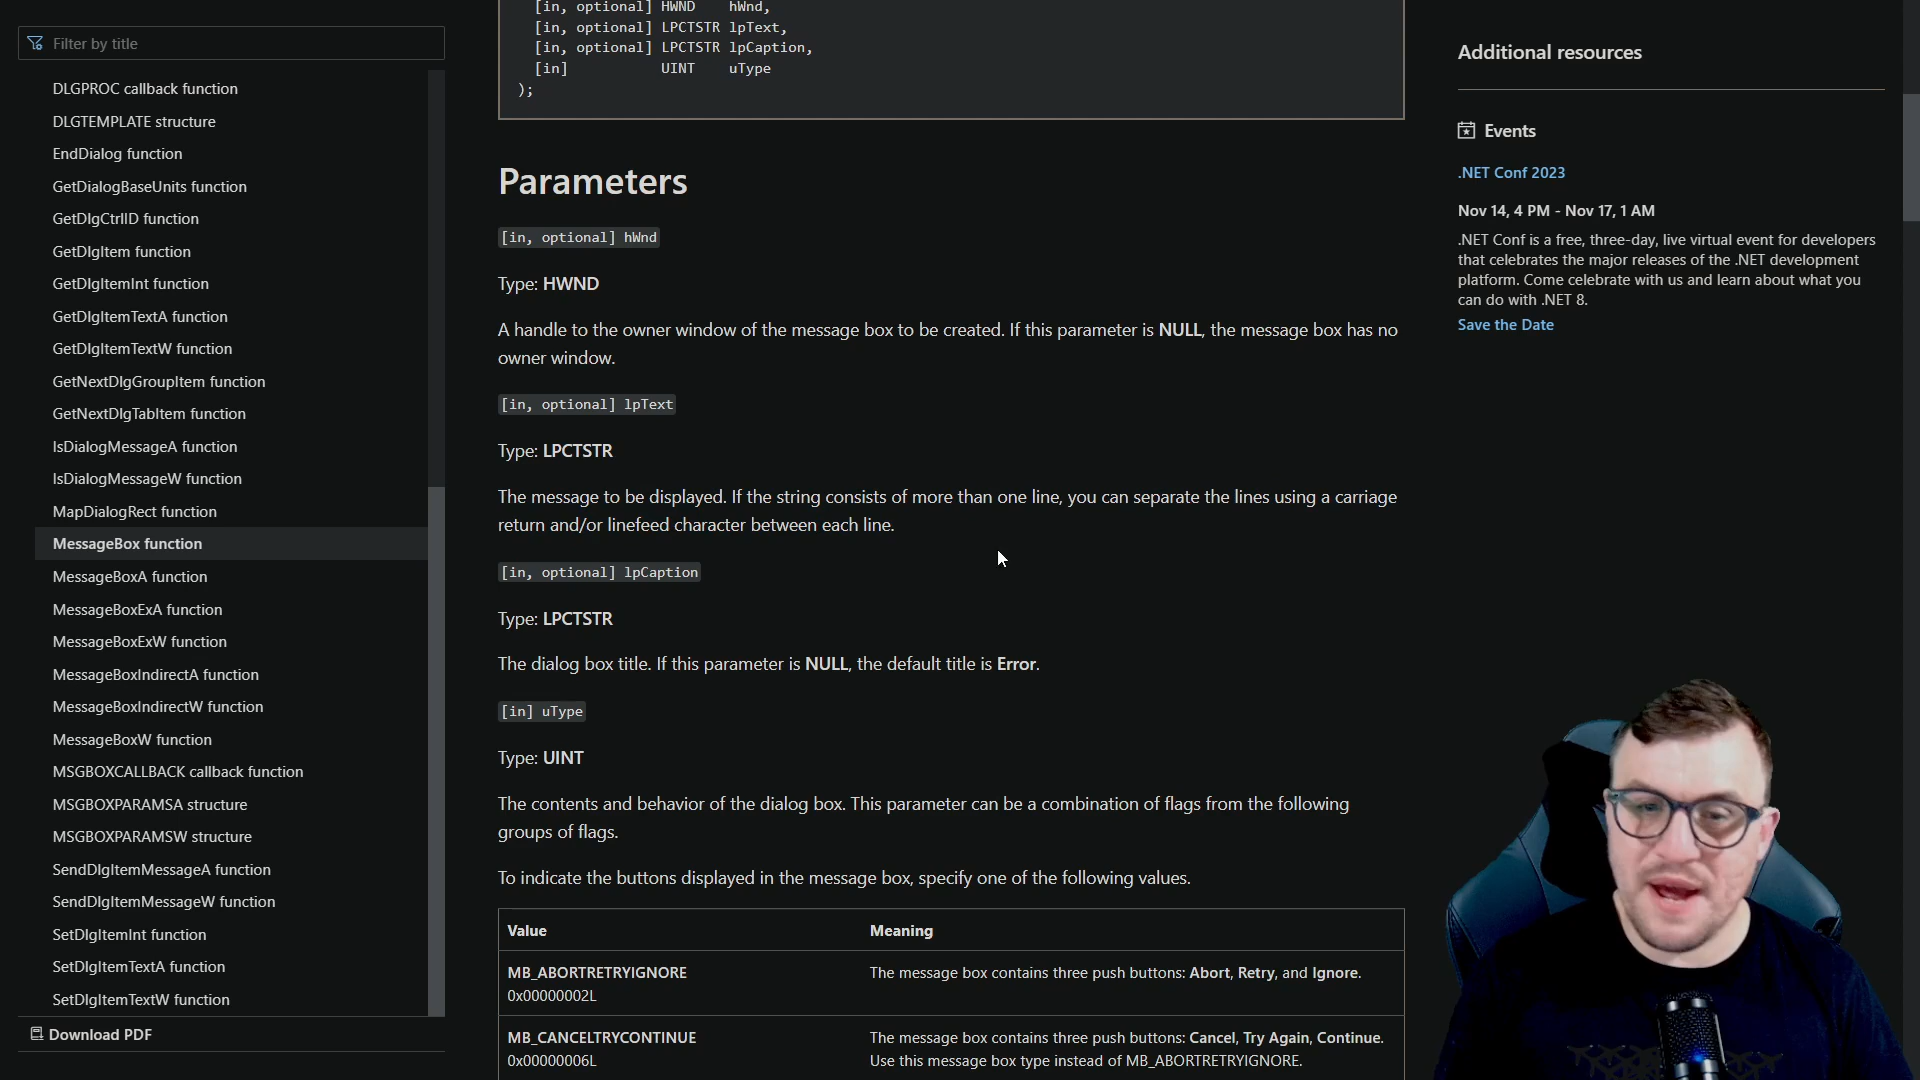 Filter by title
DLGPROC callback function
DLGTEMPLATE structure
EndDialog function
GetDialogBaseUnits function
GetDlgCtrlID function
GetDlgItem function
GetDlgItemInt function
GetDlgItemTextA function
GetDlgItemTextW function
GetNextDlgGroupItem function
GetNextDlgTabItem function
IsDialogMessageA function
IsDialogMessageW function
MapDialogRect function
MessageBox function
MessageBoxA function
MessageBoxExA function
MessageBoxExW function
MessageBoxIndirectA function
MessageBoxIndirectW function
MessageBoxW function
MSGBOXCALLBACK callback function
MSGBOXPARAMSA structure
MSGBOXPARAMSW structure
SendDlgItemMessageA function
SendDlgItemMessageW function
SetDlgItemInt function
SetDlgItemTextA function
SetDlgItemTextW function
Download PDF
[in, optional] HWND hWnd,
[in, optional] LPCTSTR lpText,
[in, optional] LPCTSTR lpCaption,
[in] UINT uType
);
Parameters
[in, optional] hWnd
Type: HWND
A handle to the owner window of the message box to be created. If this parameter is NULL, the message box has no
owner window.
[in, optional] lpText
Type: LPCTSTR
The message to be displayed. If the string consists of more than one line, you can separate the lines using a carriage
return and/or linefeed character between each line.
[in, optional] lpCaption
Type: LPCTSTR
The dialog box title. If this parameter is NULL, the default title is Error.
[in] uType
Type: UINT
The contents and behavior of the dialog box. This parameter can be a combination of flags from the following
groups of flags.
To indicate the buttons displayed in the message box, specify one of the following values.
Value Meaning
MB_ABORTRETRYIGNORE The message box contains three push buttons: Abort, Retry, and Ignore.
0x00000002L
MB_CANCELTRYCONTINUE The message box contains three push buttons: Cancel, Try Again, Continue.
0x00000006L Use this message box type instead of MB_ABORTRETRYIGNORE.
Additional resources
Events
.NET Conf 2023
Nov 14, 4 PM - Nov 17, 1 AM
.NET Conf is a free, three-day, live virtual event for developers
that celebrates the major releases of the .NET development
platform. Come celebrate with us and learn about what you
can do with .NET 8.
Save the Date